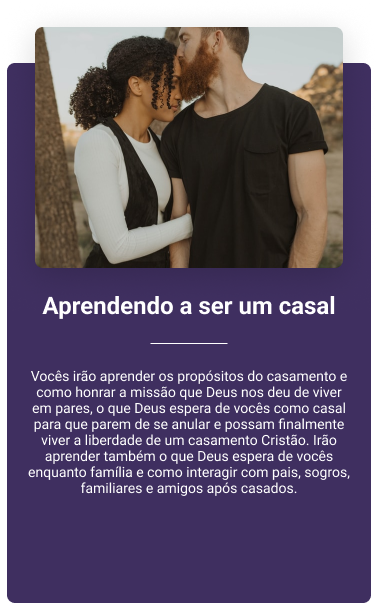 Aprendendo a ser um casal
Vocês irão aprender os propósitos do casamento e
como honrar a missão que Deus nos deu de viver
em pares, o que Deus espera de vocês como casal
para que parem de se anular e possam finalmente
viver a liberdade de um casamento Cristão. Irão
aprender também o que Deus espera de vocês
enquanto família e como interagir com pais, sogros,
familiares e amigos após casados.